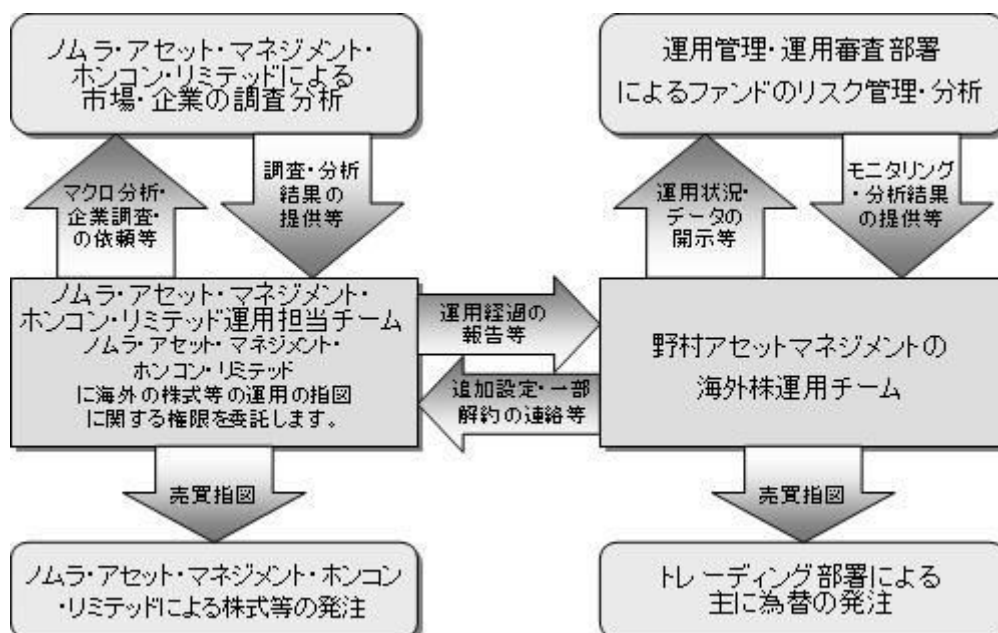 ノムラ・アセット・マネジメント・
ホンコン・リミテッドによる
市場・企業の調査分析
運用管理・運用審査部署
によるファンドのリスク管理・分析
マクロ分析・
企業調査・
の依頼等
調査・分析
結果の
提供等
運用状況・
データの
開示等
モニタリング
・分析結果
の提供等
ノムラ・アセット・マネジメント・
ホンコン・リミテッド運用担当チーム
ノムラ・アセット・マネジメント・
ホンコン・リミテッド
に海外の株式等の運用の指図
に関する権限を委託します。
運用経過の
報告等
追加設定・一部
解約の連絡等
野村アセットマネジメントの
海外株運用チーム
売買指図
売買指図
ノムラ・アセット・マネジメント・ホンコン
・リミテッドによる株式等の発注
トレーディング部署による
主に為替の発注